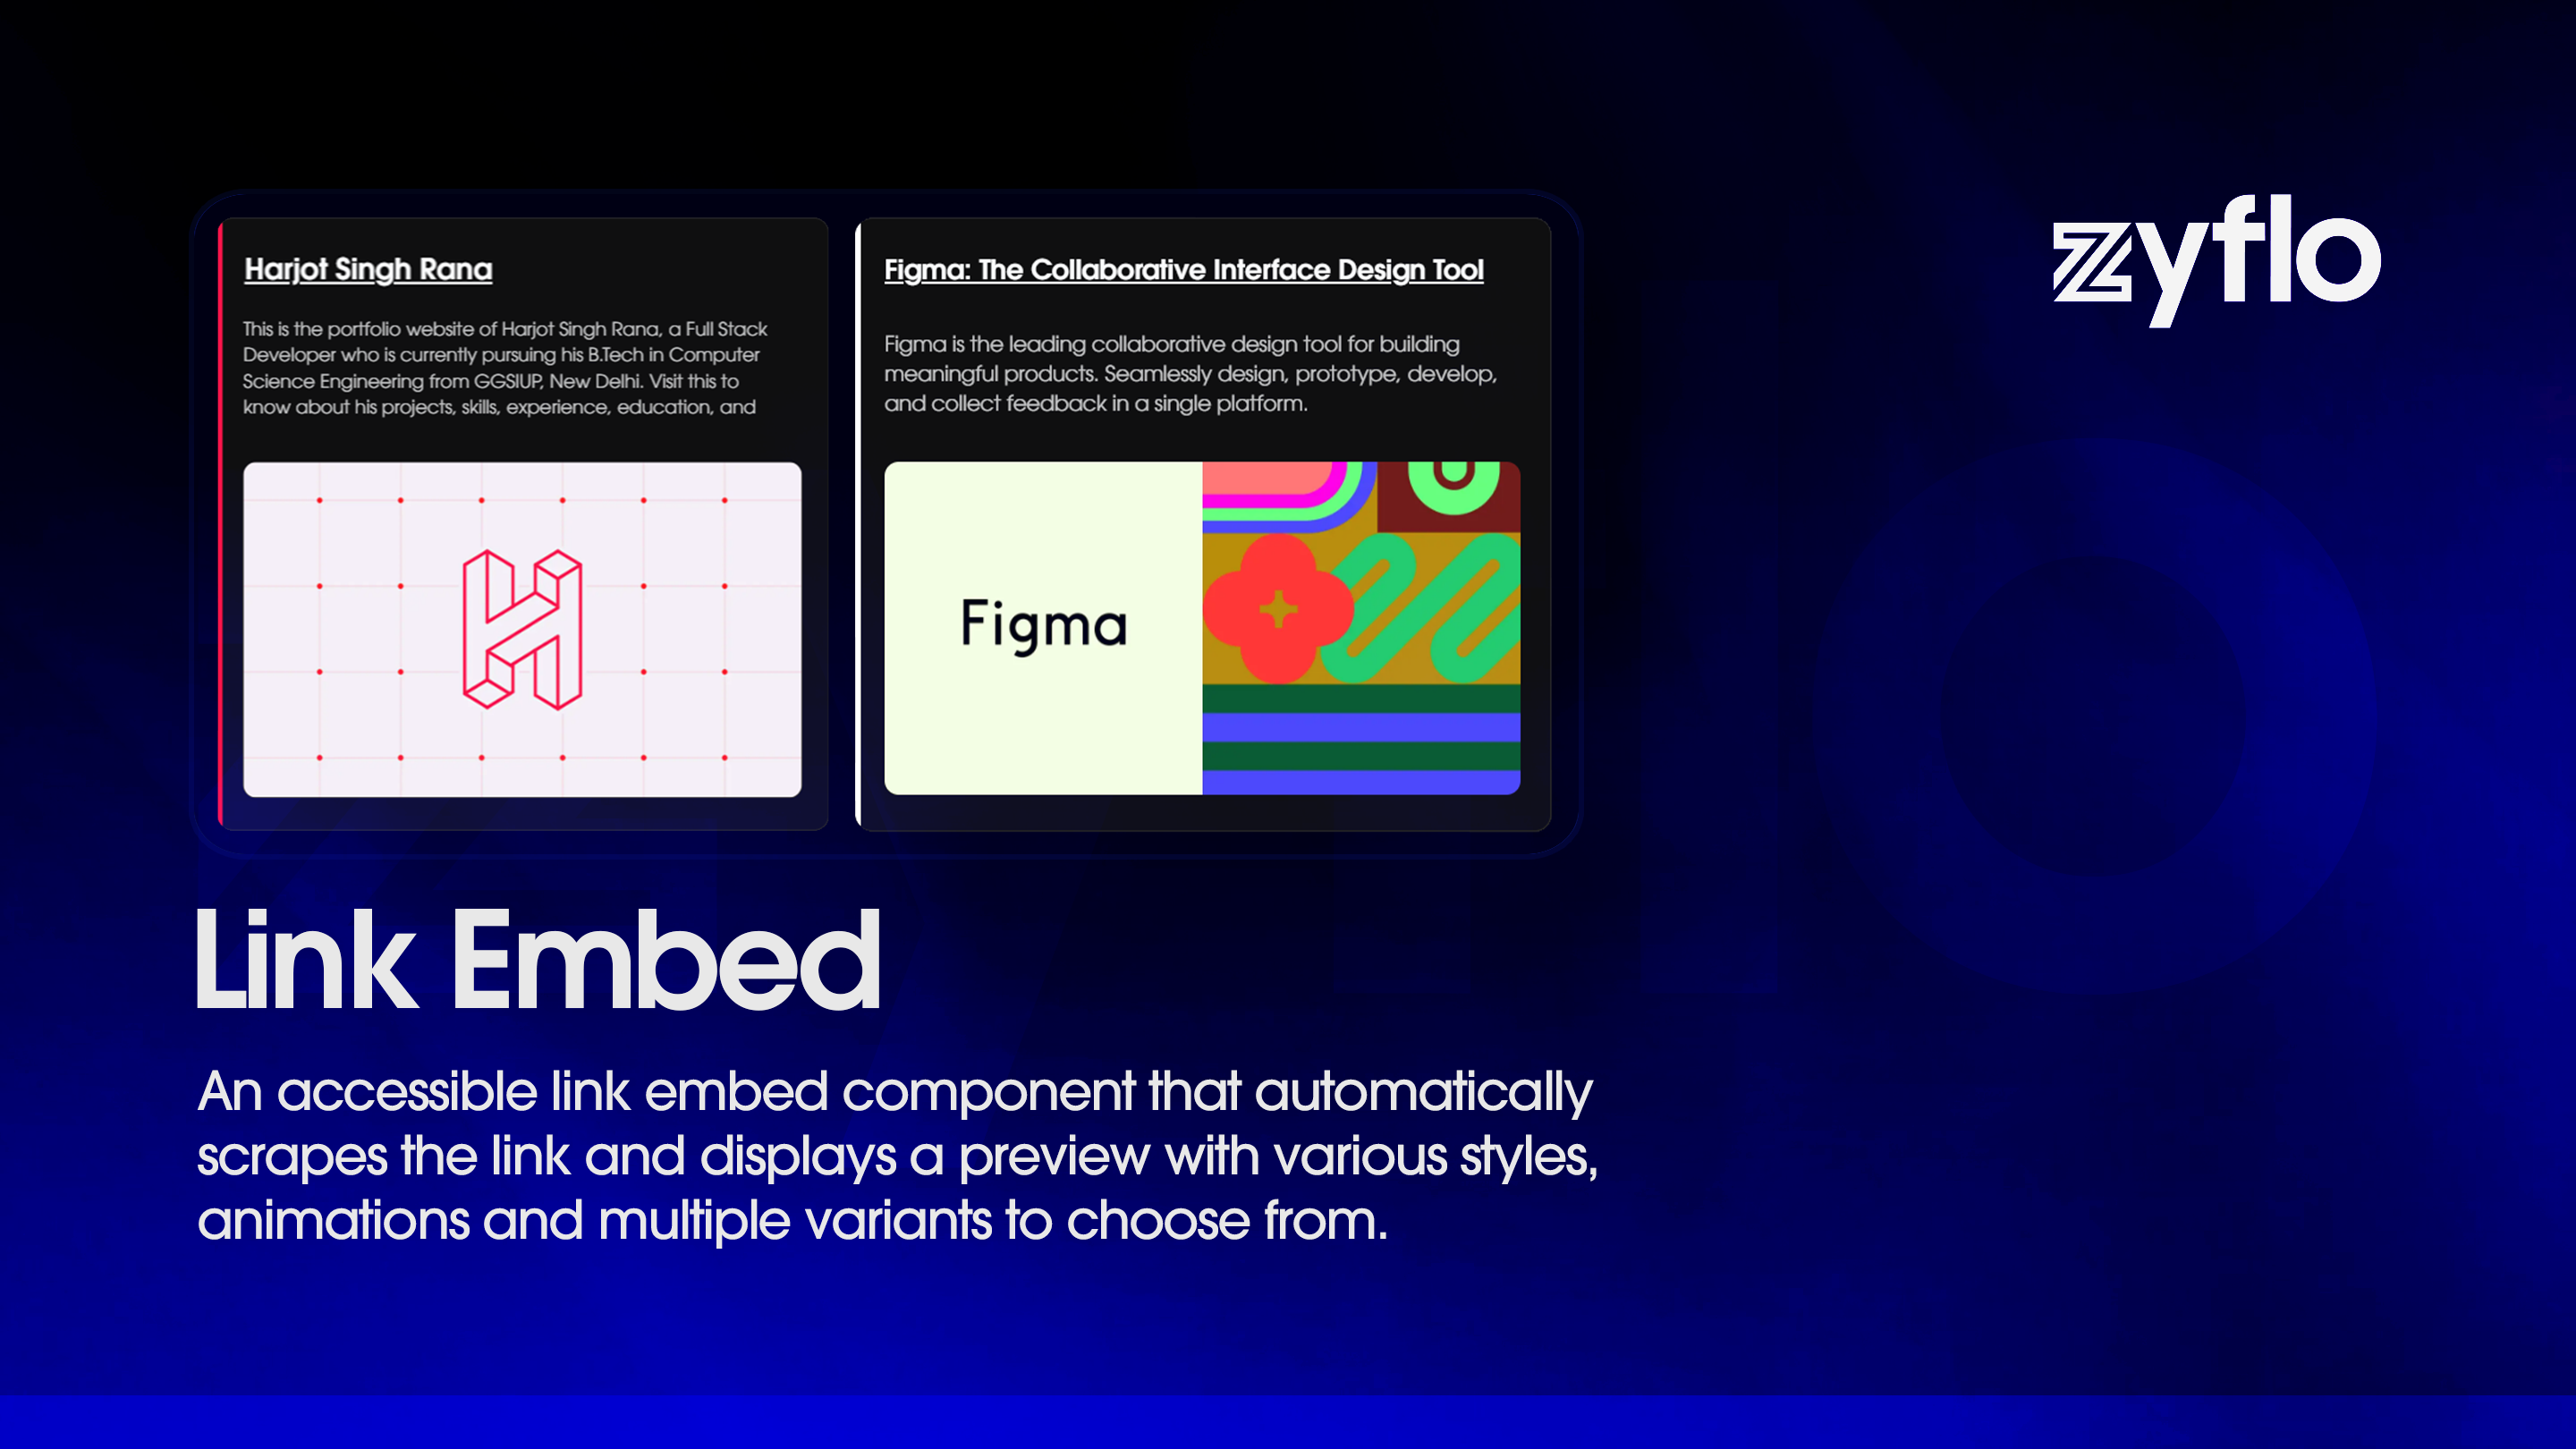 Harjot Singh Rana
This is the portfolio website of Harjot Singh Rana, a Full Stack
Developer who is currently pursuing his B.Tech in Computer
Science Engineering from GGSIUP, New Delhi. Visit this to
know about his projects, skills, experience, education, and
Figma: The Collaborative Interface Design Tool
Figma is the leading collaborative design tool for building
meaningful products. Seamlessly design, prototype, develop,
and collect feedback in a single platform.
Figma
zyflo
Link Embed
An accessible link embed component that automatically
scrapes the link and displays a preview with various styles,
animations and multiple variants to choose from.